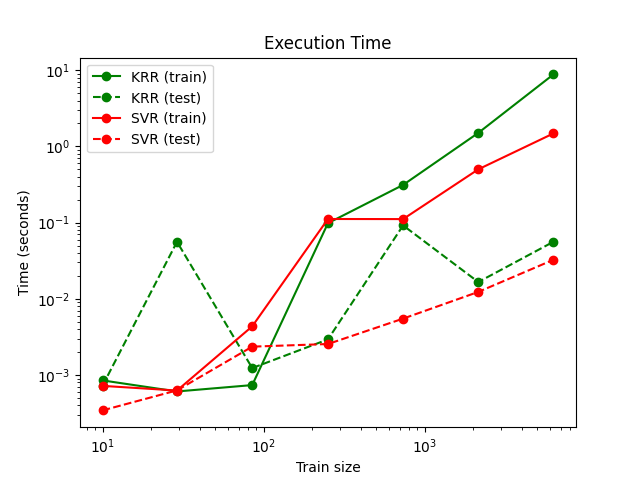 Execution Time
KRR (train)
KRR (test)
SVR (train)
SVR (test)
10¹
10⁰
10⁻¹
10⁻²
10⁻³
Time (seconds)
10¹ 10² 10³
Train size